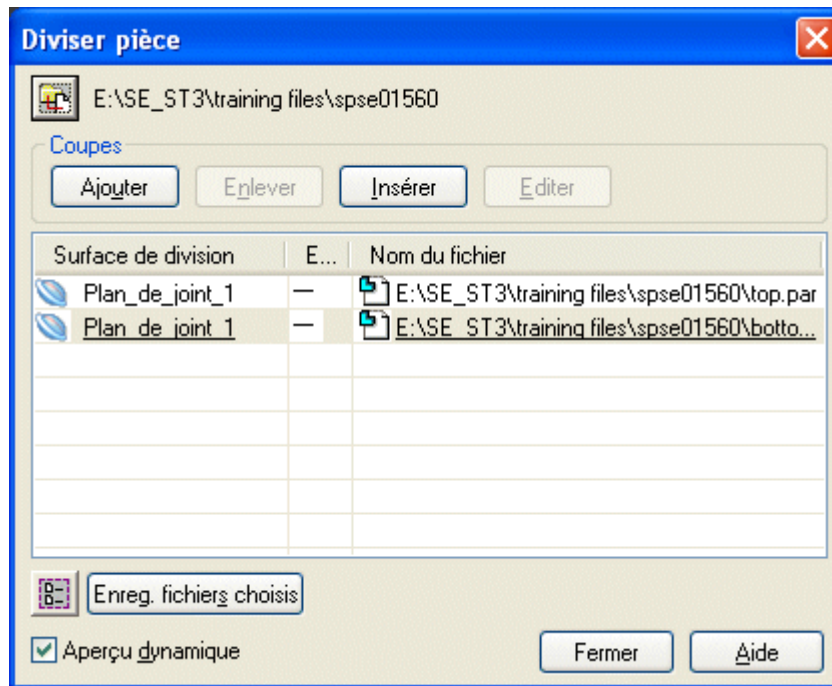 Diviser pièce
E:\SE_ST3\training files\spse01560
Coupes
Ajouter Enlever Insérer Editer
Surface de division E... Nom du fichier
Plan_de_joint_1 — E:\SE_ST3\training files\spse01560\top.par
Plan_de_joint_1 — E:\SE_ST3\training files\spse01560\botto...
Enreg. fichiers choisis
Aperçu dynamique Fermer Aide